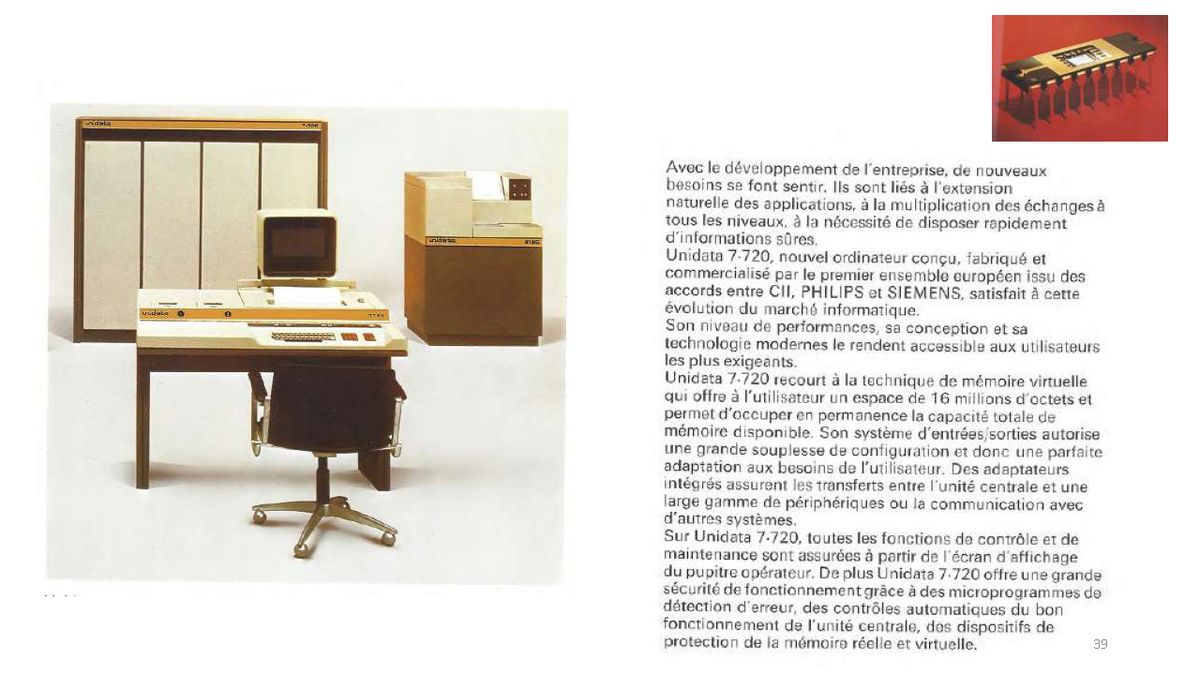 unidata
unidata
unidata
Avec le développement de l'entreprise, de nouveaux
besoins se font sentir. Ils sont liés à l'extension
naturelle des applications, à la multiplication des échanges à
tous les niveaux, à la nécessité de disposer rapidement
d'informations sûres.
Unidata 7·720, nouvel ordinateur conçu, fabriqué et
commercialisé par le premier ensemble européen issu des
accords entre CII, PHILIPS et SIEMENS, satisfait à cette
évolution du marché informatique.
Son niveau de performances, sa conception et sa
technologie modernes le rendent accessible aux utilisateurs
les plus exigeants.
Unidata 7·720 recourt à la technique de mémoire virtuelle
qui offre à l'utilisateur un espace de 16 millions d'octets et
permet d'occuper en permanence la capacité totale de
mémoire disponible. Son système d'entrées/sorties autorise
une grande souplesse de configuration et donc une parfaite
adaptation aux besoins de l'utilisateur. Des adaptateurs
intégrés assurent les transferts entre l'unité centrale et une
large gamme de périphériques ou la communication avec
d'autres systèmes.
Sur Unidata 7·720, toutes les fonctions de contrôle et de
maintenance sont assurées à partir de l'écran d'affichage
du pupitre opérateur. De plus Unidata 7·720 offre une grande
sécurité de fonctionnement grâce à des microprogrammes de
détection d'erreur, des contrôles automatiques du bon
fonctionnement de l'unité centrale, des dispositifs de
protection de la mémoire réelle et virtuelle.
39